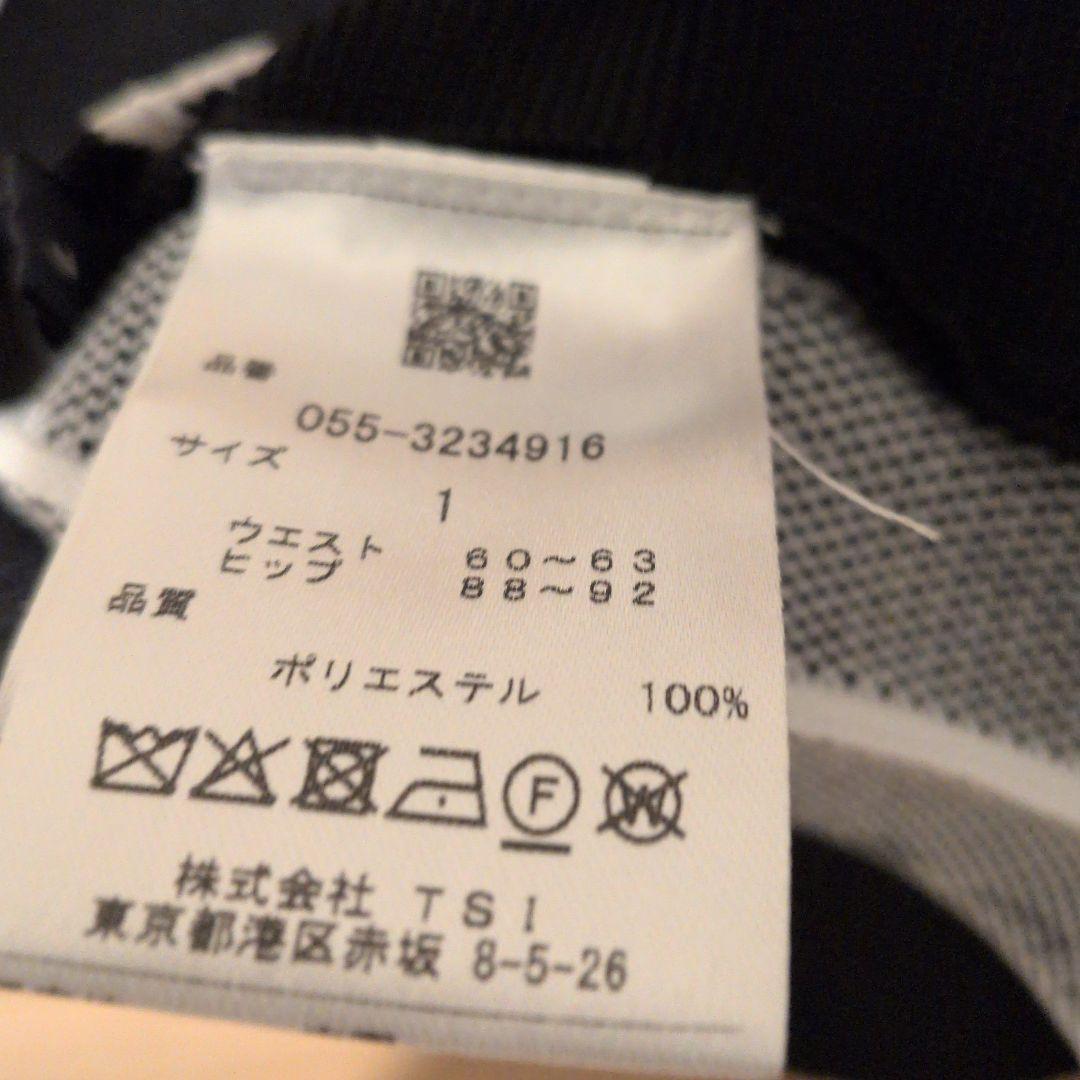 品番
055-3234916
サイズ
1
ウエスト 60～63
ヒップ 88～92
品質
ポリエステル 100%
F W
株式会社 TSI
東京都港区赤坂 8-5-26